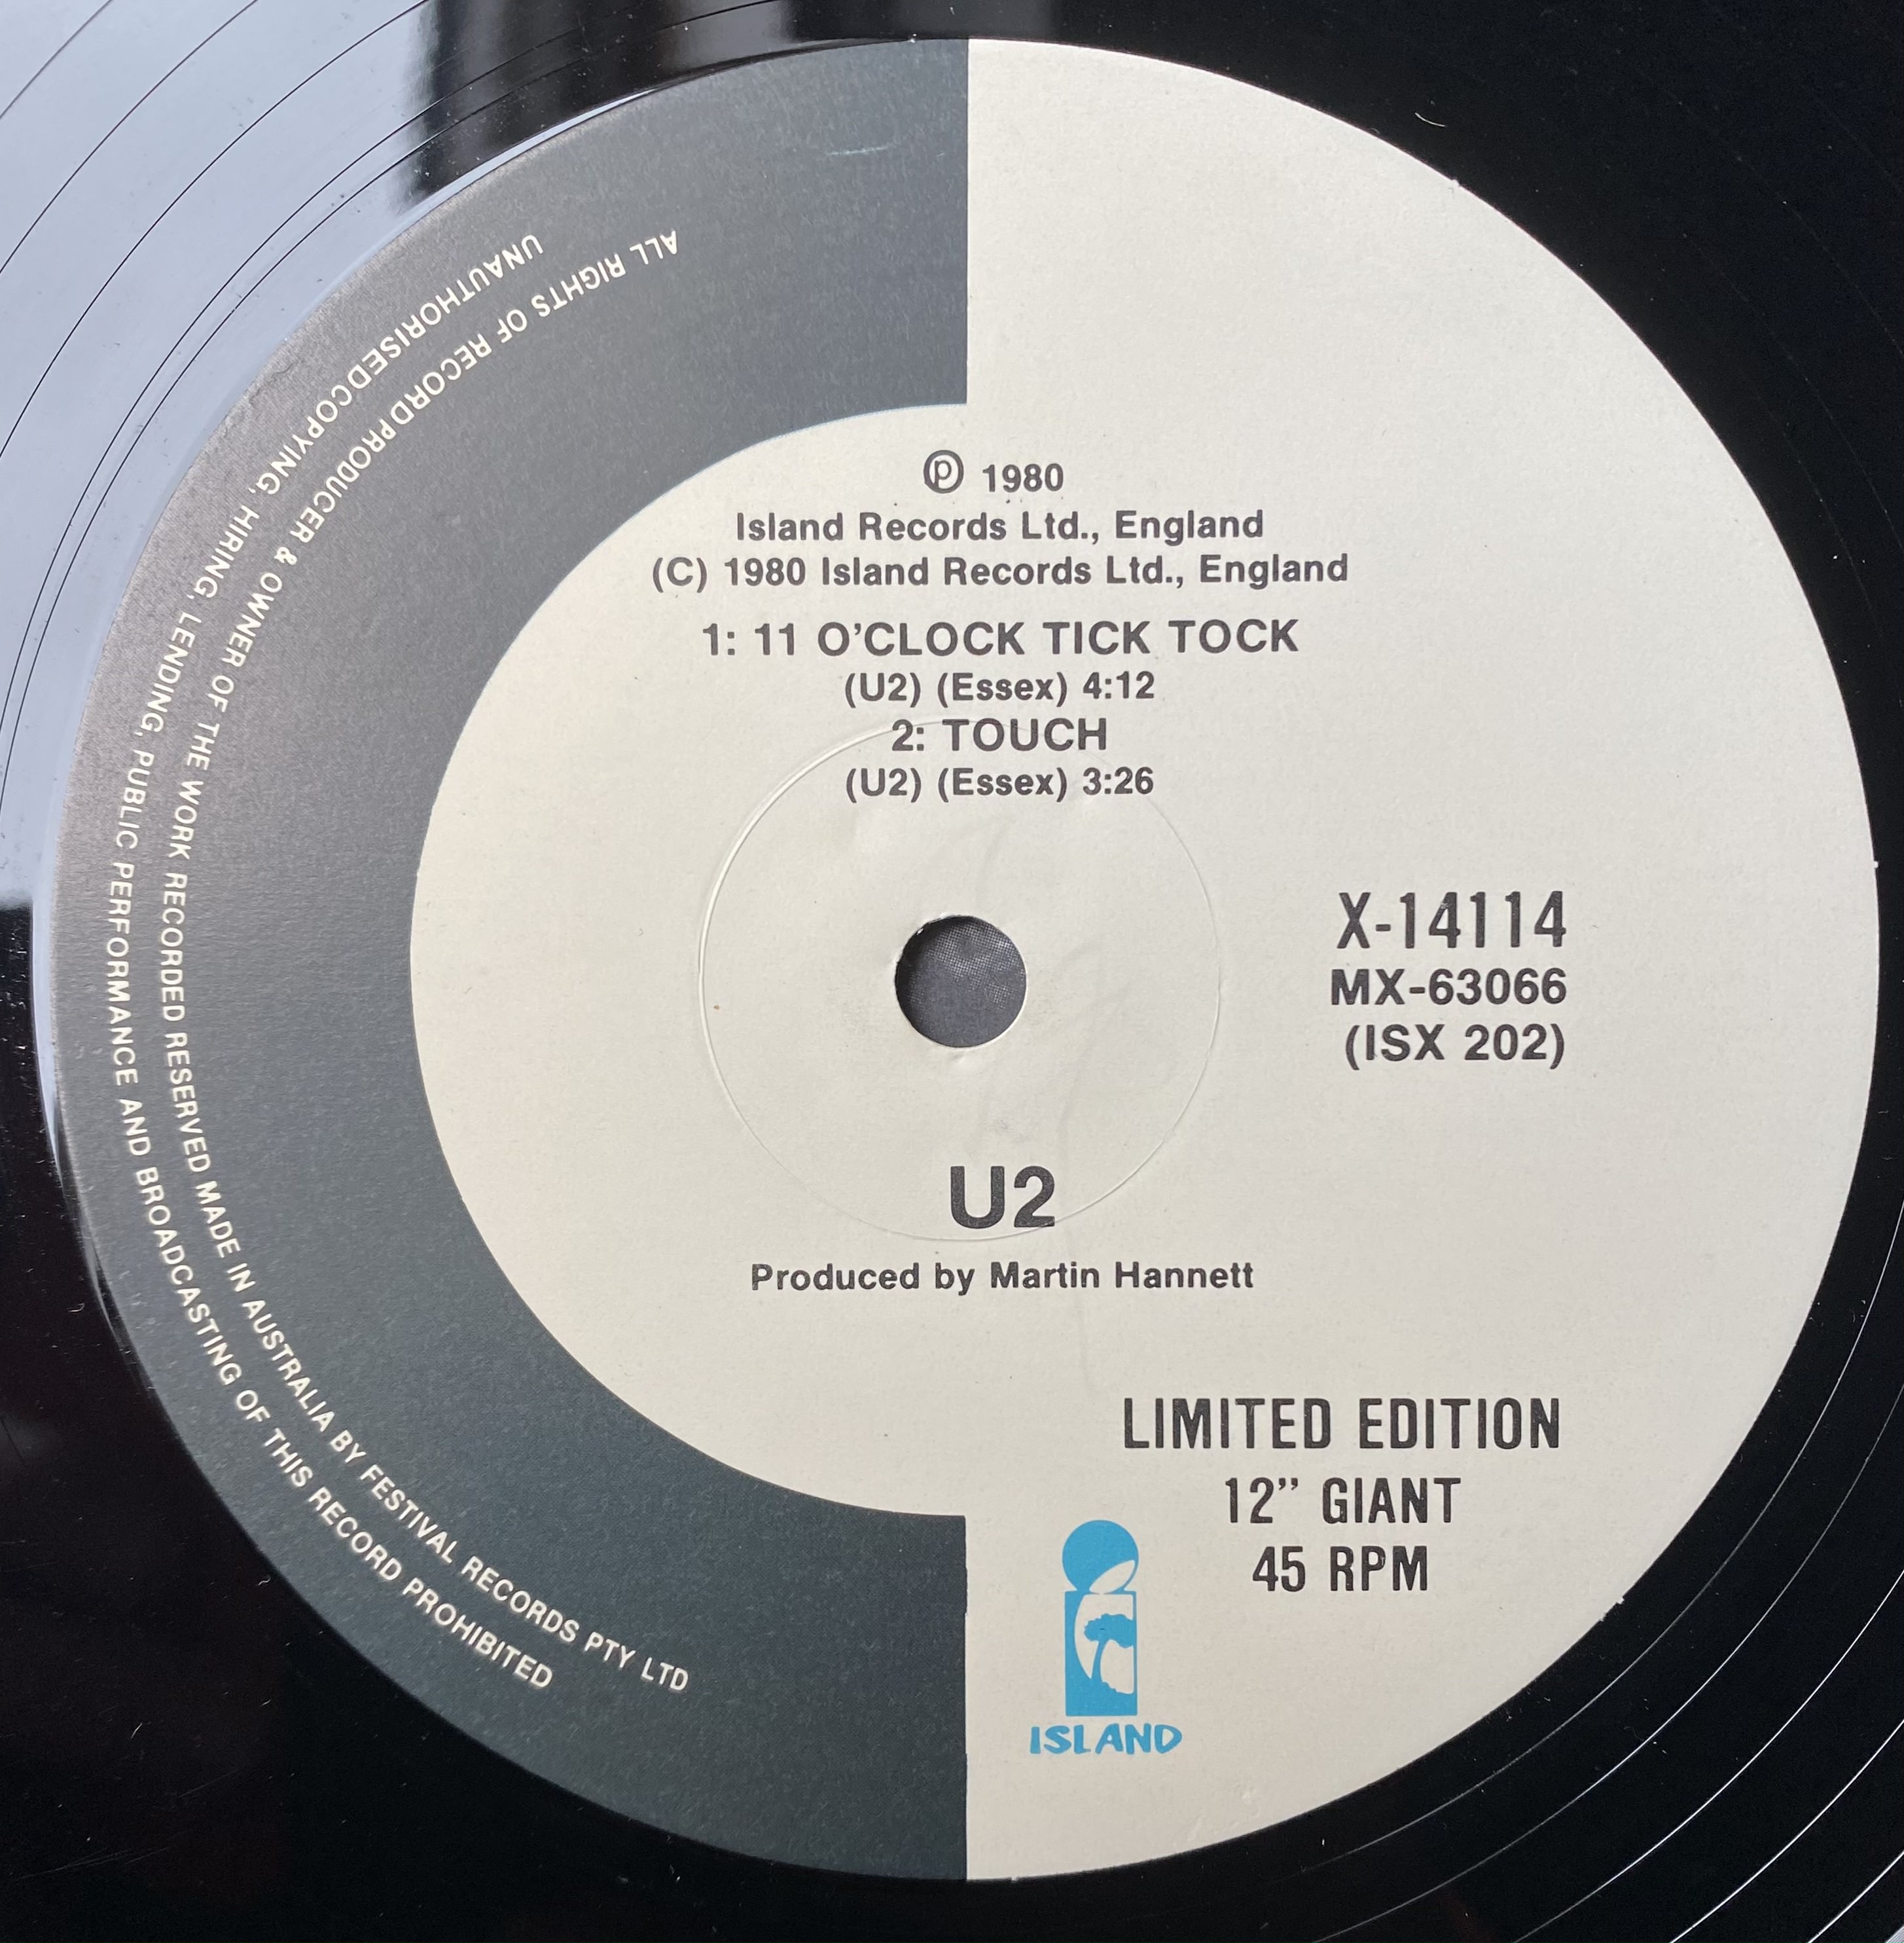 ALL RIGHTS OF RECORD PRODUCER & OWNER OF THE WORK RECORDED RESERVED MADE IN AUSTRALIA BY FESTIVAL RECORDS PTY LTD
UNAUTHORISED COPYING, HIRING, LENDING, PUBLIC PERFORMANCE AND BROADCASTING OF THIS RECORD PROHIBITED
℗ 1980
Island Records Ltd., England
(C) 1980 Island Records Ltd., England
1: 11 O'CLOCK TICK TOCK
(U2) (Essex) 4:12
2: TOUCH
(U2) (Essex) 3:26
X-14114
MX-63066
(ISX 202)
U2
Produced by Martin Hannett
LIMITED EDITION
12” GIANT
45 RPM
ISLAND